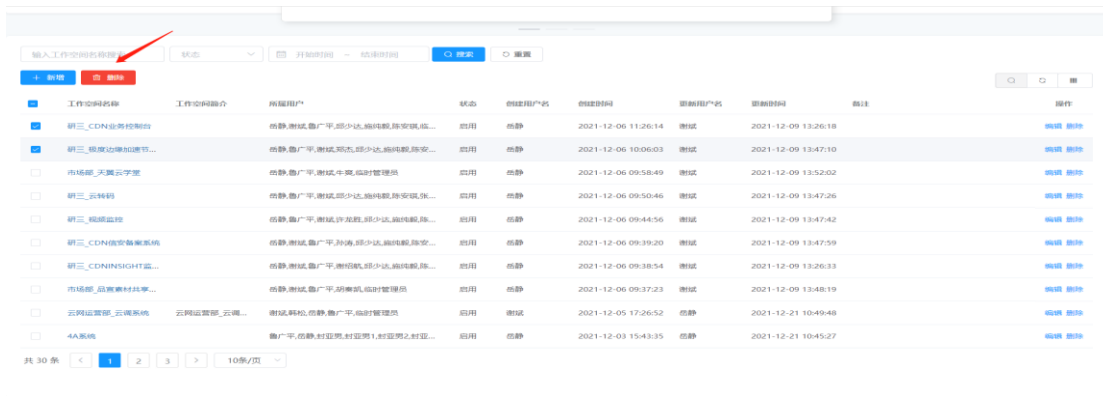 输入工作空间名称搜索 状态 开始时间 – 结束时间 搜索 重置
+ 新增 删除
工作空间名称 工作空间简介 所属用户 状态 创建用户名 创建时间 更新用户名 更新时间 备注 操作
研三_CDN业务控制台 岳静,谢斌,鲁广平,邱少达,施纯毅,陈安琪,临... 启用 岳静 2021-12-06 11:26:14 谢斌 2021-12-09 13:26:18 编辑 删除
研三_极度边缘加速节... 岳静,鲁广平,谢斌,郑杰,邱少达,施纯毅,陈安... 启用 岳静 2021-12-06 10:06:03 谢斌 2021-12-09 13:47:10 编辑 删除
市场部_天翼云学堂 岳静,鲁广平,谢斌,牛爽,临时管理员 启用 岳静 2021-12-06 09:58:49 谢斌 2021-12-09 13:52:02 编辑 删除
研三_云转码 岳静,鲁广平,谢斌,邱少达,施纯毅,陈安琪,张... 启用 岳静 2021-12-06 09:50:46 谢斌 2021-12-09 13:47:26 编辑 删除
研三_视频监控 岳静,鲁广平,谢斌,许龙胜,邱少达,施纯毅,陈... 启用 岳静 2021-12-06 09:44:56 谢斌 2021-12-09 13:47:42 编辑 删除
研三_CDN信安备案系统 岳静,谢斌,鲁广平,孙涛,邱少达,施纯毅,陈安... 启用 岳静 2021-12-06 09:39:20 谢斌 2021-12-09 13:47:59 编辑 删除
研三_CDNINSIGHT监... 岳静,谢斌,鲁广平,谢绍航,邱少达,施纯毅,陈... 启用 岳静 2021-12-06 09:38:54 谢斌 2021-12-09 13:26:33 编辑 删除
市场部_品宣素材共享... 岳静,谢斌,鲁广平,胡秦凯,临时管理员 启用 岳静 2021-12-06 09:37:23 谢斌 2021-12-09 13:48:19 编辑 删除
云网运营部_云调系统 云网运营部_云调... 谢斌,韩松,岳静,鲁广平,临时管理员 启用 谢斌 2021-12-05 17:26:52 岳静 2021-12-21 10:49:48 编辑 删除
4A系统 鲁广平,岳静,封亚男,封亚男1,封亚男2,封亚... 启用 岳静 2021-12-03 15:43:35 岳静 2021-12-21 10:45:27 编辑 删除
共 30 条 < 1 2 3 > 10条/页